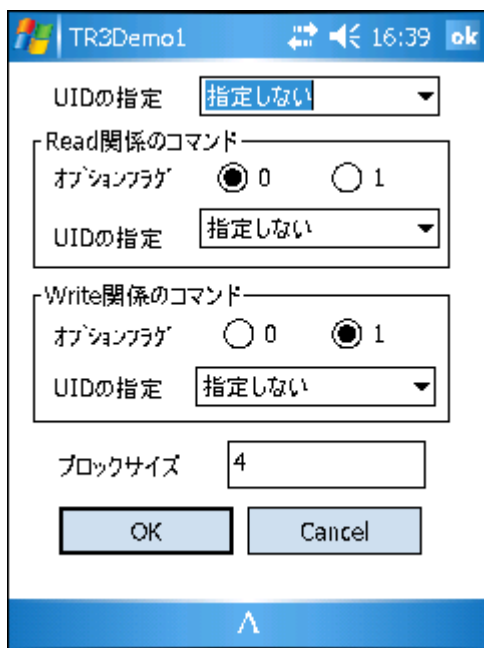 TR3Demo1 16:39 ok
UIDの指定 指定しない
Read関係のコマンド
ｵﾌﾟｼｮﾝﾌﾗｸﾞ 0 1
UIDの指定 指定しない
Write関係のコマンド
ｵﾌﾟｼｮﾝﾌﾗｸﾞ 0 1
UIDの指定 指定しない
ブロックサイズ 4
OK Cancel